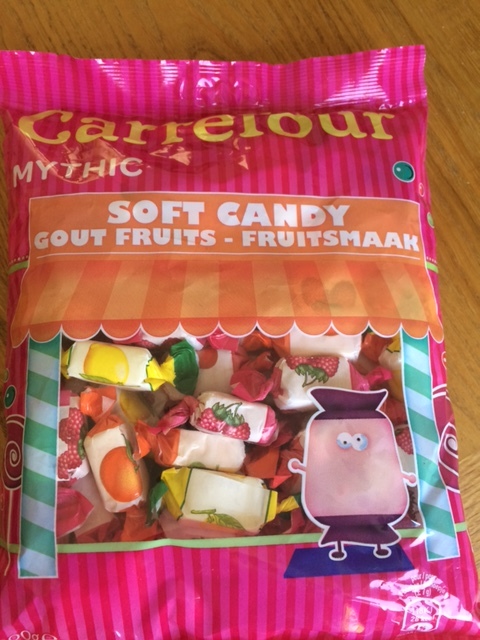 Carrefour
MYTHIC
SOFT CANDY
GOUT FRUITS - FRUITSMAAK